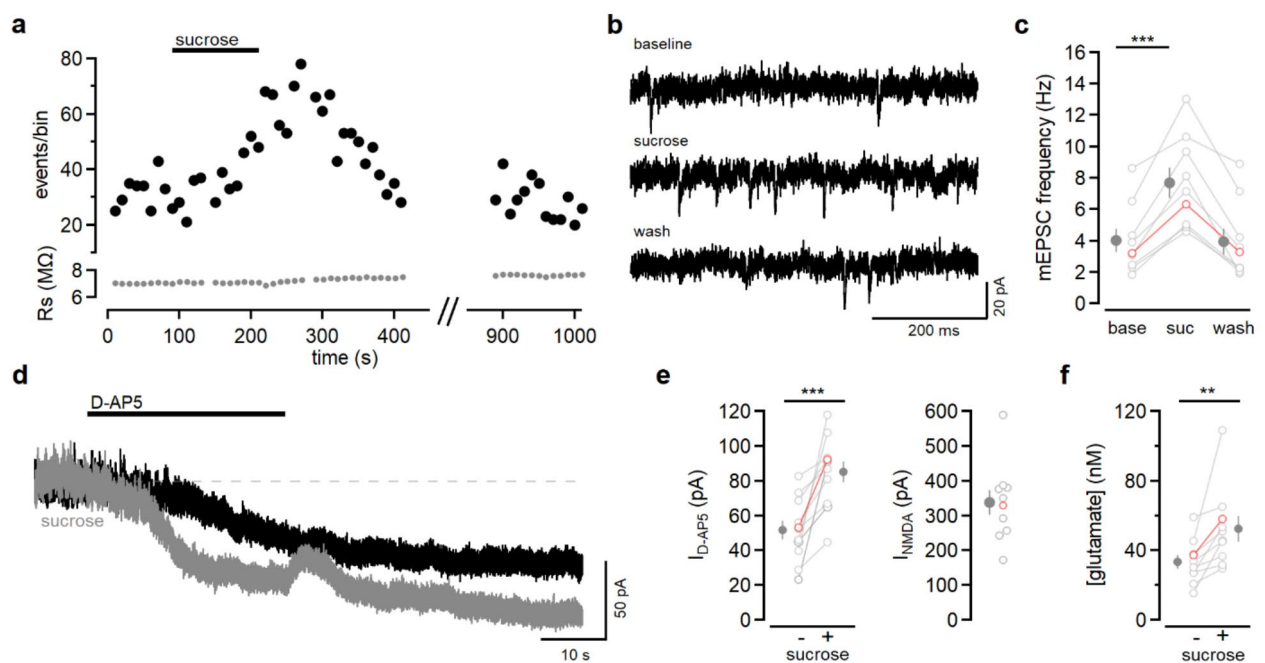 a
sucrose
80
60
40
20
events/bin
8
6
Rs (MΩ)
0 100 200 300 400 900 1000
time (s)
b
baseline
sucrose
wash
20 pA
200 ms
c
***
16
14
12
10
8
6
4
2
0
mEPSC frequency (Hz)
base suc wash
d
D-AP5
sucrose
50 pA
10 s
e
***
120
100
80
60
40
20
0
I D-AP5 (pA)
- +
sucrose
600
500
400
300
200
100
0
I NMDA (pA)
f
**
120
80
40
0
[glutamate] (nM)
- +
sucrose